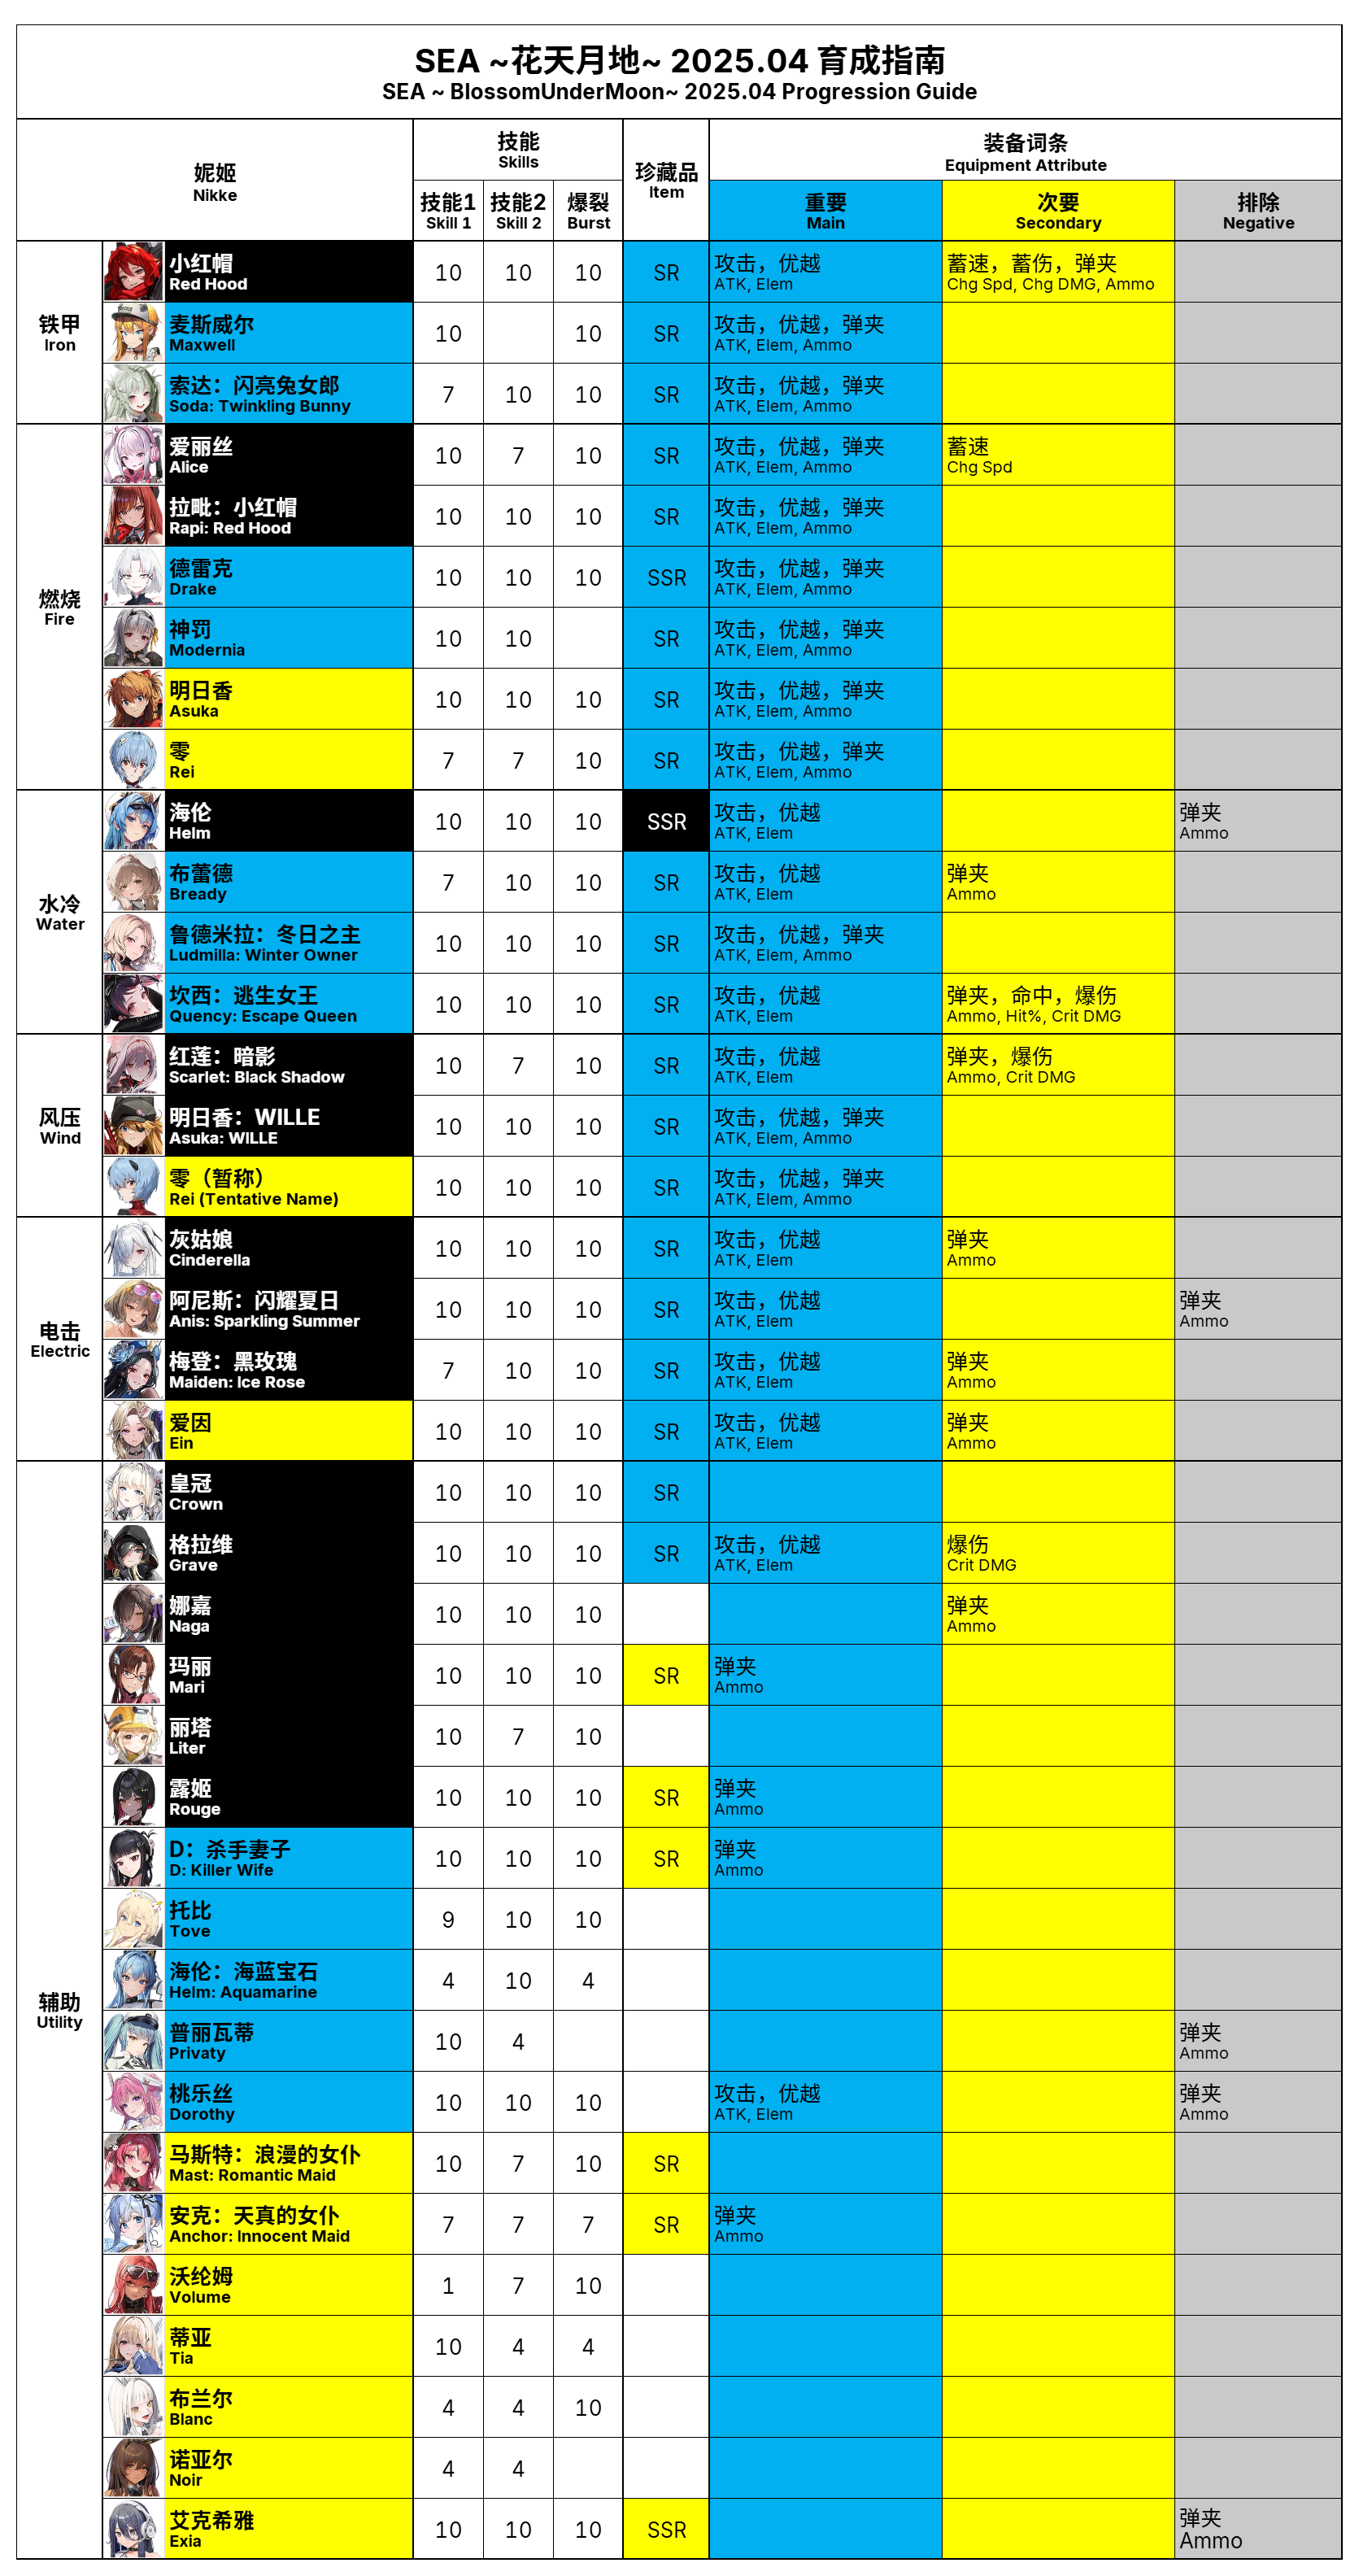 SEA ~花天月地~ 2025.04 育成指南
SEA ~ BlossomUnderMoon~ 2025.04 Progression Guide
妮姬
Nikke
技能
Skills
珍藏品
Item
装备词条
Equipment Attribute
技能1
Skill 1
技能2
Skill 2
爆裂
Burst
重要
Main
次要
Secondary
排除
Negative
铁甲
Iron
小红帽 10 10 10 SR 攻击，优越 蓄速，蓄伤，弹夹
Red Hood ATK, Elem Chg Spd, Chg DMG, Ammo
麦斯威尔 10 10 SR 攻击，优越，弹夹
Maxwell ATK, Elem, Ammo
索达：闪亮兔女郎 7 10 10 SR 攻击，优越，弹夹
Soda: Twinkling Bunny ATK, Elem, Ammo
燃烧
Fire
爱丽丝 10 7 10 SR 攻击，优越，弹夹 蓄速
Alice ATK, Elem, Ammo Chg Spd
拉毗：小红帽 10 10 10 SR 攻击，优越，弹夹
Rapi: Red Hood ATK, Elem, Ammo
德雷克 10 10 10 SSR 攻击，优越，弹夹
Drake ATK, Elem, Ammo
神罚 10 10 SR 攻击，优越，弹夹
Modernia ATK, Elem, Ammo
明日香 10 10 10 SR 攻击，优越，弹夹
Asuka ATK, Elem, Ammo
零 7 7 10 SR 攻击，优越，弹夹
Rei ATK, Elem, Ammo
水冷
Water
海伦 10 10 10 SSR 攻击，优越 弹夹
Helm ATK, Elem Ammo
布蕾德 7 10 10 SR 攻击，优越 弹夹
Bready ATK, Elem Ammo
鲁德米拉：冬日之主 10 10 10 SR 攻击，优越，弹夹
Ludmilla: Winter Owner ATK, Elem, Ammo
坎西：逃生女王 10 10 10 SR 攻击，优越 弹夹，命中，爆伤
Quency: Escape Queen ATK, Elem Ammo, Hit%, Crit DMG
风压
Wind
红莲：暗影 10 7 10 SR 攻击，优越 弹夹，爆伤
Scarlet: Black Shadow ATK, Elem Ammo, Crit DMG
明日香：WILLE 10 10 10 SR 攻击，优越，弹夹
Asuka: WILLE ATK, Elem, Ammo
零（暂称） 10 10 10 SR 攻击，优越，弹夹
Rei (Tentative Name) ATK, Elem, Ammo
电击
Electric
灰姑娘 10 10 10 SR 攻击，优越 弹夹
Cinderella ATK, Elem Ammo
阿尼斯：闪耀夏日 10 10 10 SR 攻击，优越 弹夹
Anis: Sparkling Summer ATK, Elem Ammo
梅登：黑玫瑰 7 10 10 SR 攻击，优越 弹夹
Maiden: Ice Rose ATK, Elem Ammo
爱因 10 10 10 SR 攻击，优越 弹夹
Ein ATK, Elem Ammo
辅助
Utility
皇冠 10 10 10 SR
Crown
格拉维 10 10 10 SR 攻击，优越 爆伤
Grave ATK, Elem Crit DMG
娜嘉 10 10 10 弹夹
Naga Ammo
玛丽 10 10 10 SR 弹夹
Mari Ammo
丽塔 10 7 10
Liter
露姬 10 10 10 SR 弹夹
Rouge Ammo
D：杀手妻子 10 10 10 SR 弹夹
D: Killer Wife Ammo
托比 9 10 10
Tove
海伦：海蓝宝石 4 10 4
Helm: Aquamarine
普丽瓦蒂 10 4 弹夹
Privaty Ammo
桃乐丝 10 10 10 攻击，优越 弹夹
Dorothy ATK, Elem Ammo
马斯特：浪漫的女仆 10 7 10 SR
Mast: Romantic Maid
安克：天真的女仆 7 7 7 SR 弹夹
Anchor: Innocent Maid Ammo
沃纶姆 1 7 10
Volume
蒂亚 10 4 4
Tia
布兰尔 4 4 10
Blanc
诺亚尔 4 4
Noir
艾克希雅 10 10 10 SSR 弹夹
Exia Ammo